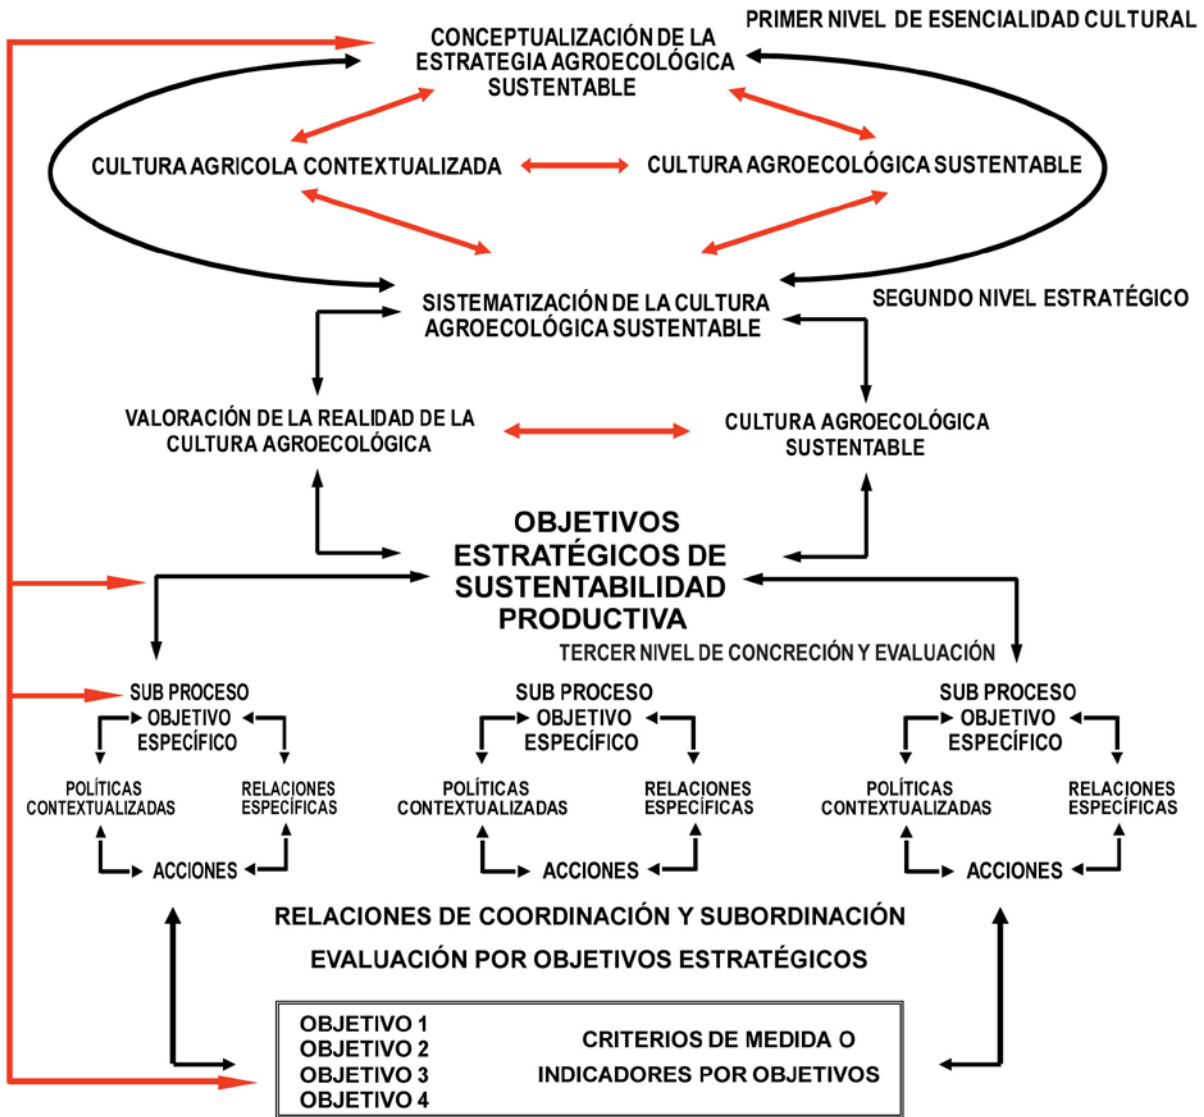 PRIMER NIVEL DE ESENCIALIDAD CULTURAL
CONCEPTUALIZACIÓN DE LA
ESTRATEGIA AGROECOLÓGICA
SUSTENTABLE
CULTURA AGRICOLA CONTEXTUALIZADA
CULTURA AGROECOLÓGICA SUSTENTABLE
SEGUNDO NIVEL ESTRATÉGICO
SISTEMATIZACIÓN DE LA CULTURA
AGROECOLÓGICA SUSTENTABLE
VALORACIÓN DE LA REALIDAD DE LA
CULTURA AGROECOLÓGICA
CULTURA AGROECOLÓGICA
SUSTENTABLE
OBJETIVOS
ESTRATÉGICOS DE
SUSTENTABILIDAD
PRODUCTIVA
TERCER NIVEL DE CONCRECIÓN Y EVALUACIÓN
SUB PROCESO
OBJETIVO
ESPECÍFICO
POLÍTICAS
CONTEXTUALIZADAS
RELACIONES
ESPECÍFICAS
ACCIONES
SUB PROCESO
OBJETIVO
ESPECÍFICO
POLÍTICAS
CONTEXTUALIZADAS
RELACIONES
ESPECÍFICAS
ACCIONES
SUB PROCESO
OBJETIVO
ESPECÍFICO
POLÍTICAS
CONTEXTUALIZADAS
RELACIONES
ESPECÍFICAS
ACCIONES
RELACIONES DE COORDINACIÓN Y SUBORDINACIÓN
EVALUACIÓN POR OBJETIVOS ESTRATÉGICOS
OBJETIVO 1
OBJETIVO 2
OBJETIVO 3
OBJETIVO 4
CRITERIOS DE MEDIDA O
INDICADORES POR OBJETIVOS